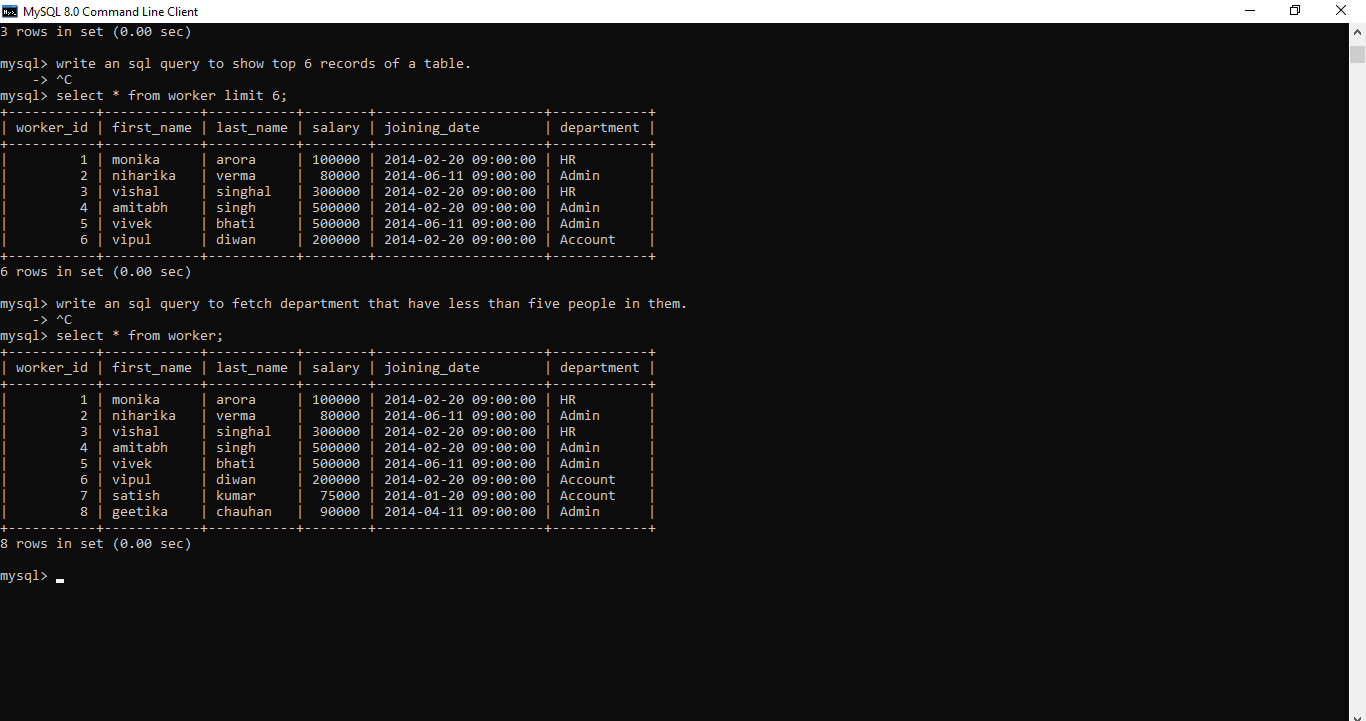 MySQL 8.0 Command Line Client
3 rows in set (0.00 sec)
mysql> write an sql query to show top 6 records of a table.
    -> ^C
mysql> select * from worker limit 6;
+-----------+------------+-----------+--------+---------------------+------------+
| worker_id | first_name | last_name | salary | joining_date        | department |
+-----------+------------+-----------+--------+---------------------+------------+
|         1 | monika     | arora     | 100000 | 2014-02-20 09:00:00 | HR         |
|         2 | niharika   | verma     |  80000 | 2014-06-11 09:00:00 | Admin      |
|         3 | vishal     | singhal   | 300000 | 2014-02-20 09:00:00 | HR         |
|         4 | amitabh    | singh     | 500000 | 2014-02-20 09:00:00 | Admin      |
|         5 | vivek      | bhati     | 500000 | 2014-06-11 09:00:00 | Admin      |
|         6 | vipul      | diwan     | 200000 | 2014-02-20 09:00:00 | Account    |
+-----------+------------+-----------+--------+---------------------+------------+
6 rows in set (0.00 sec)
mysql> write an sql query to fetch department that have less than five people in them.
    -> ^C
mysql> select * from worker;
+-----------+------------+-----------+--------+---------------------+------------+
| worker_id | first_name | last_name | salary | joining_date        | department |
+-----------+------------+-----------+--------+---------------------+------------+
|         1 | monika     | arora     | 100000 | 2014-02-20 09:00:00 | HR         |
|         2 | niharika   | verma     |  80000 | 2014-06-11 09:00:00 | Admin      |
|         3 | vishal     | singhal   | 300000 | 2014-02-20 09:00:00 | HR         |
|         4 | amitabh    | singh     | 500000 | 2014-02-20 09:00:00 | Admin      |
|         5 | vivek      | bhati     | 500000 | 2014-06-11 09:00:00 | Admin      |
|         6 | vipul      | diwan     | 200000 | 2014-02-20 09:00:00 | Account    |
|         7 | satish     | kumar     |  75000 | 2014-01-20 09:00:00 | Account    |
|         8 | geetika    | chauhan   |  90000 | 2014-04-11 09:00:00 | Admin      |
+-----------+------------+-----------+--------+---------------------+------------+
8 rows in set (0.00 sec)
mysql> _